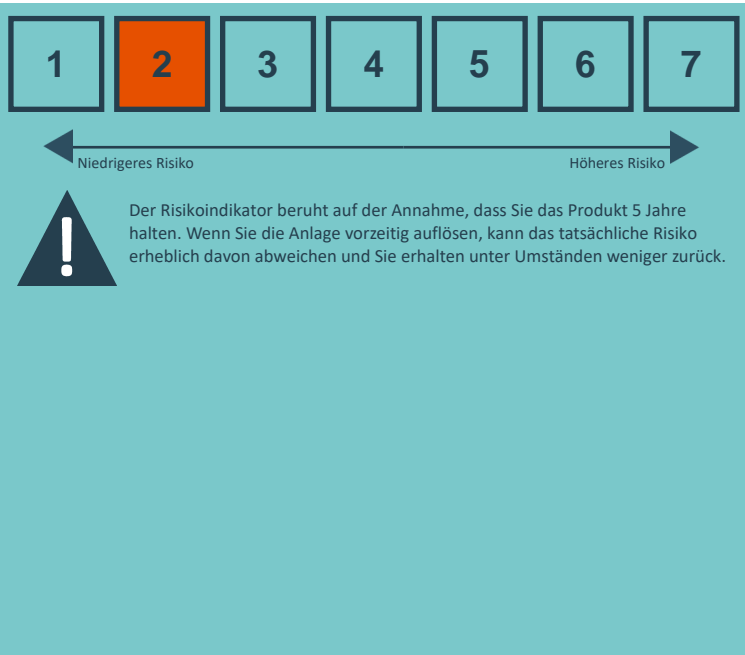 1 2 3 4 5 6 7
Niedrigeres Risiko Höheres Risiko
!
Der Risikoindikator beruht auf der Annahme, dass Sie das Produkt 5 Jahre
halten. Wenn Sie die Anlage vorzeitig auflösen, kann das tatsächliche Risiko
erheblich davon abweichen und Sie erhalten unter Umständen weniger zurück.